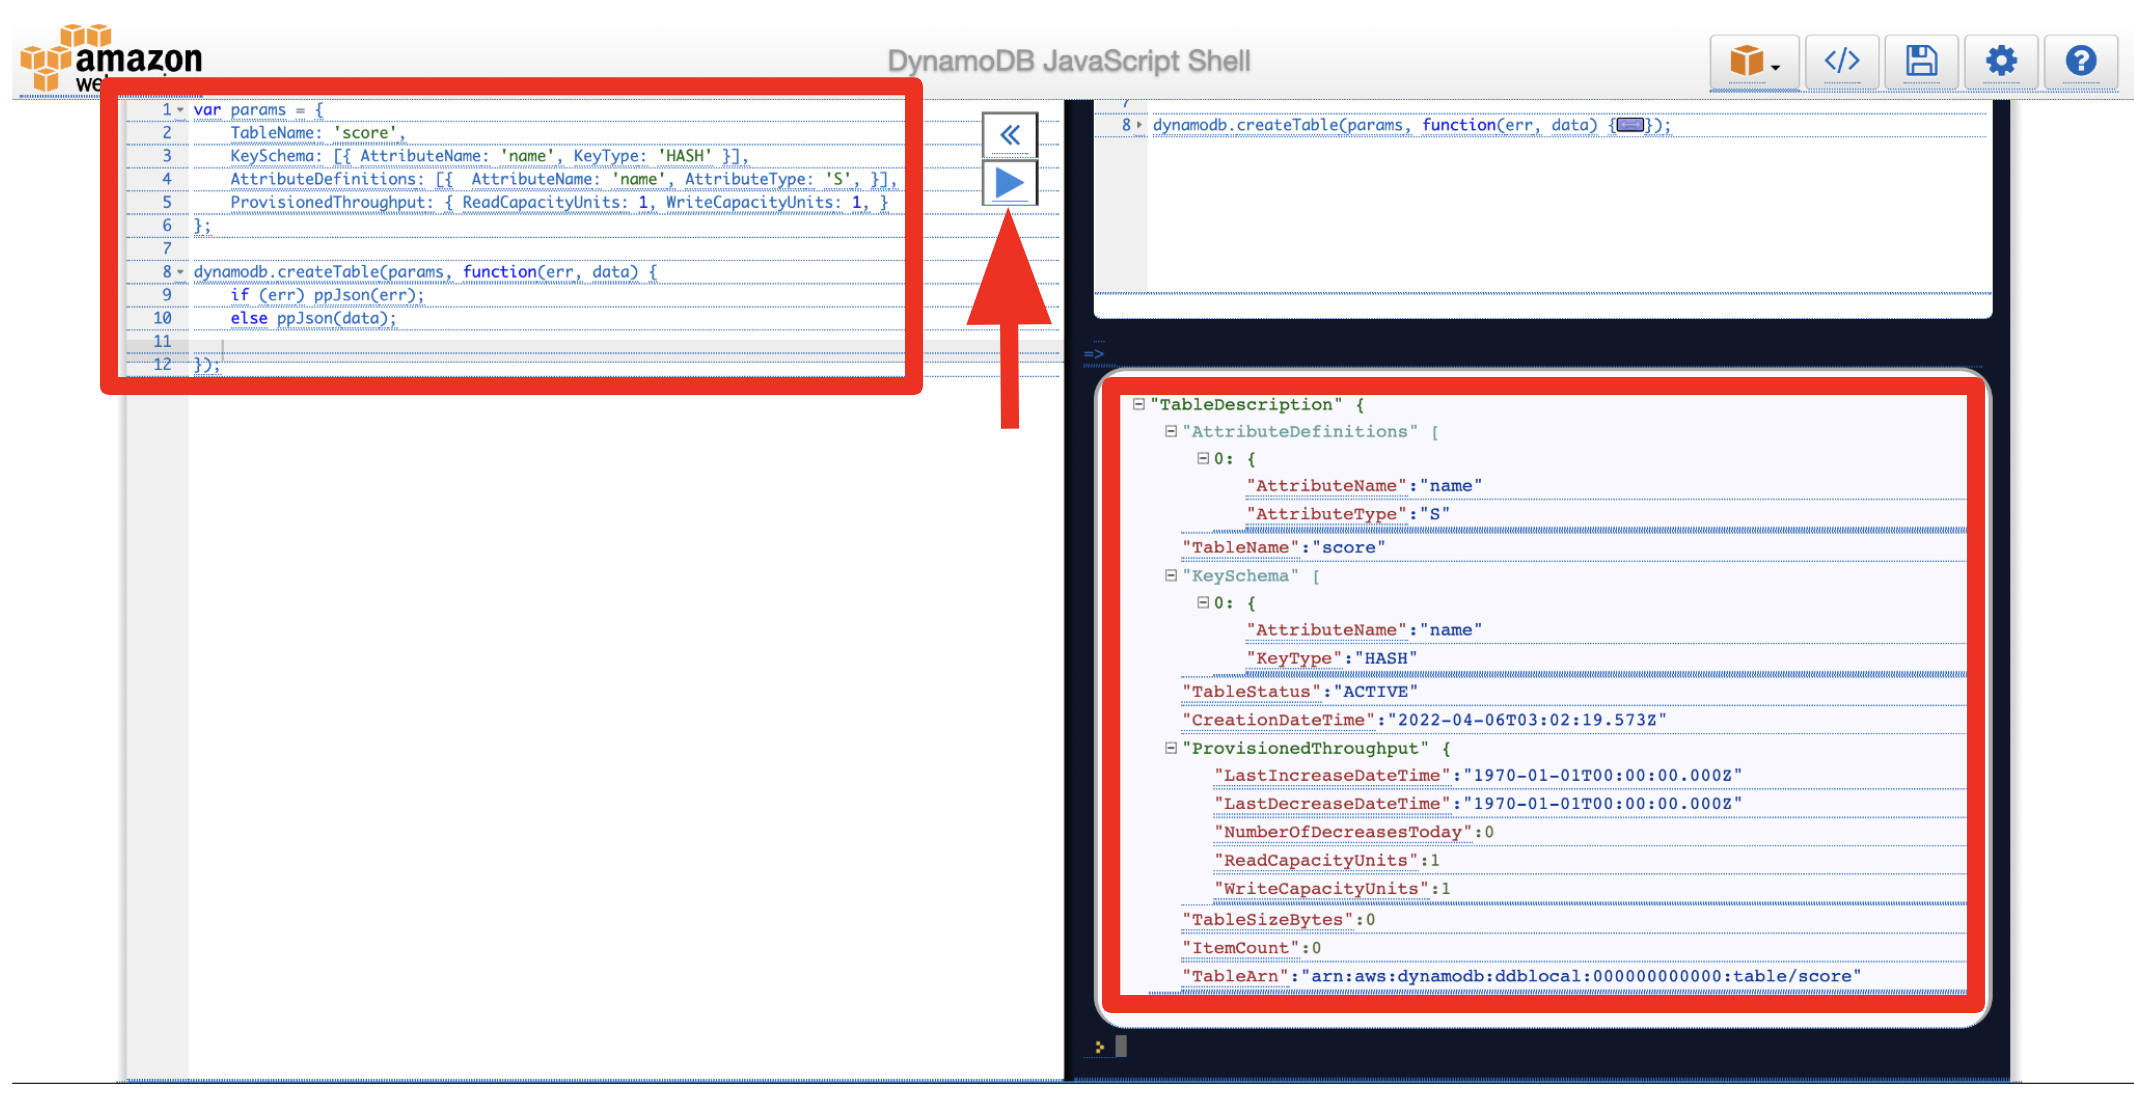 amazon
DynamoDB JavaScript Shell
</>
?
1 var params = {
2 TableName: 'score',
3 KeySchema: [{ AttributeName: 'name', KeyType: 'HASH' }],
4 AttributeDefinitions: [{  AttributeName: 'name', AttributeType: 'S', }],
5 ProvisionedThroughput: { ReadCapacityUnits: 1, WriteCapacityUnits: 1, }
6 };
7
8 dynamodb.createTable(params, function(err, data) {
9 if (err) ppJson(err);
10 else ppJson(data);
11
12 });
«
7
8 dynamodb.createTable(params, function(err, data) {});
=>
"TableDescription" {
"AttributeDefinitions" [
0: {
"AttributeName":"name"
"AttributeType":"S"
"TableName":"score"
"KeySchema" [
0: {
"AttributeName":"name"
"KeyType":"HASH"
"TableStatus":"ACTIVE"
"CreationDateTime":"2022-04-06T03:02:19.573Z"
"ProvisionedThroughput" {
"LastIncreaseDateTime":"1970-01-01T00:00:00.000Z"
"LastDecreaseDateTime":"1970-01-01T00:00:00.000Z"
"NumberOfDecreasesToday":0
"ReadCapacityUnits":1
"WriteCapacityUnits":1
"TableSizeBytes":0
"ItemCount":0
"TableArn":"arn:aws:dynamodb:ddblocal:000000000000:table/score"
>